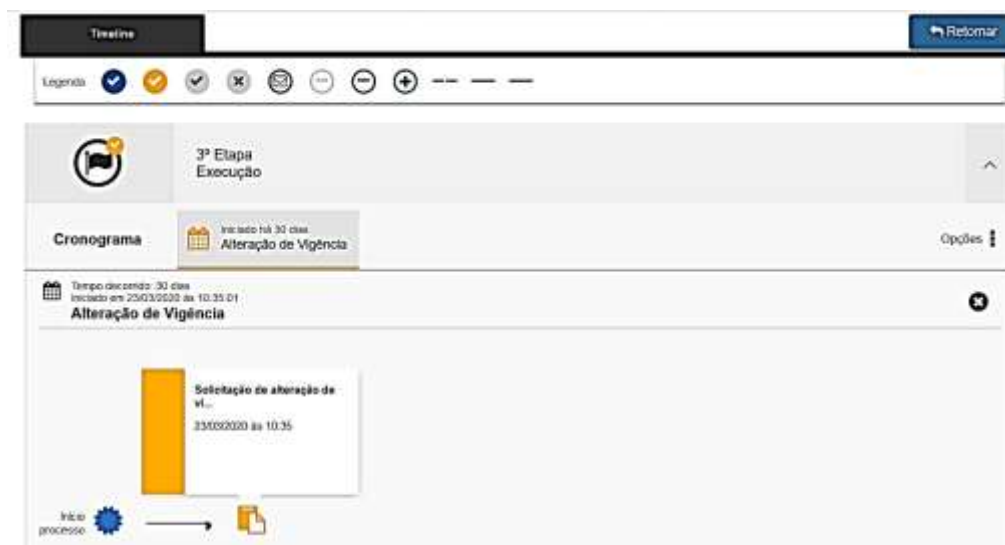 Timeline
Retornar
Legenda
3ª Etapa
Execução
Cronograma
Iniciado há 30 dias
Alteração de Vigência
Opções
Tempo decorrido: 30 dias
Iniciado em 23/03/2020 às 10:35:01
Alteração de Vigência
Solicitação de alteração de
vi...
23/03/2020 às 10:35
Início
processo